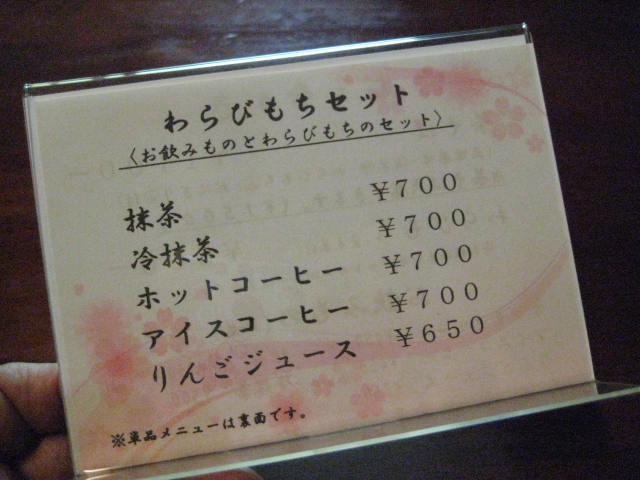 わらびもちセット
〈お飲みものとわらびもちのセット〉
抹茶 ￥700
冷抹茶 ￥700
ホットコーヒー ￥700
アイスコーヒー ￥700
りんごジュース ￥650
※単品メニューは裏面です。